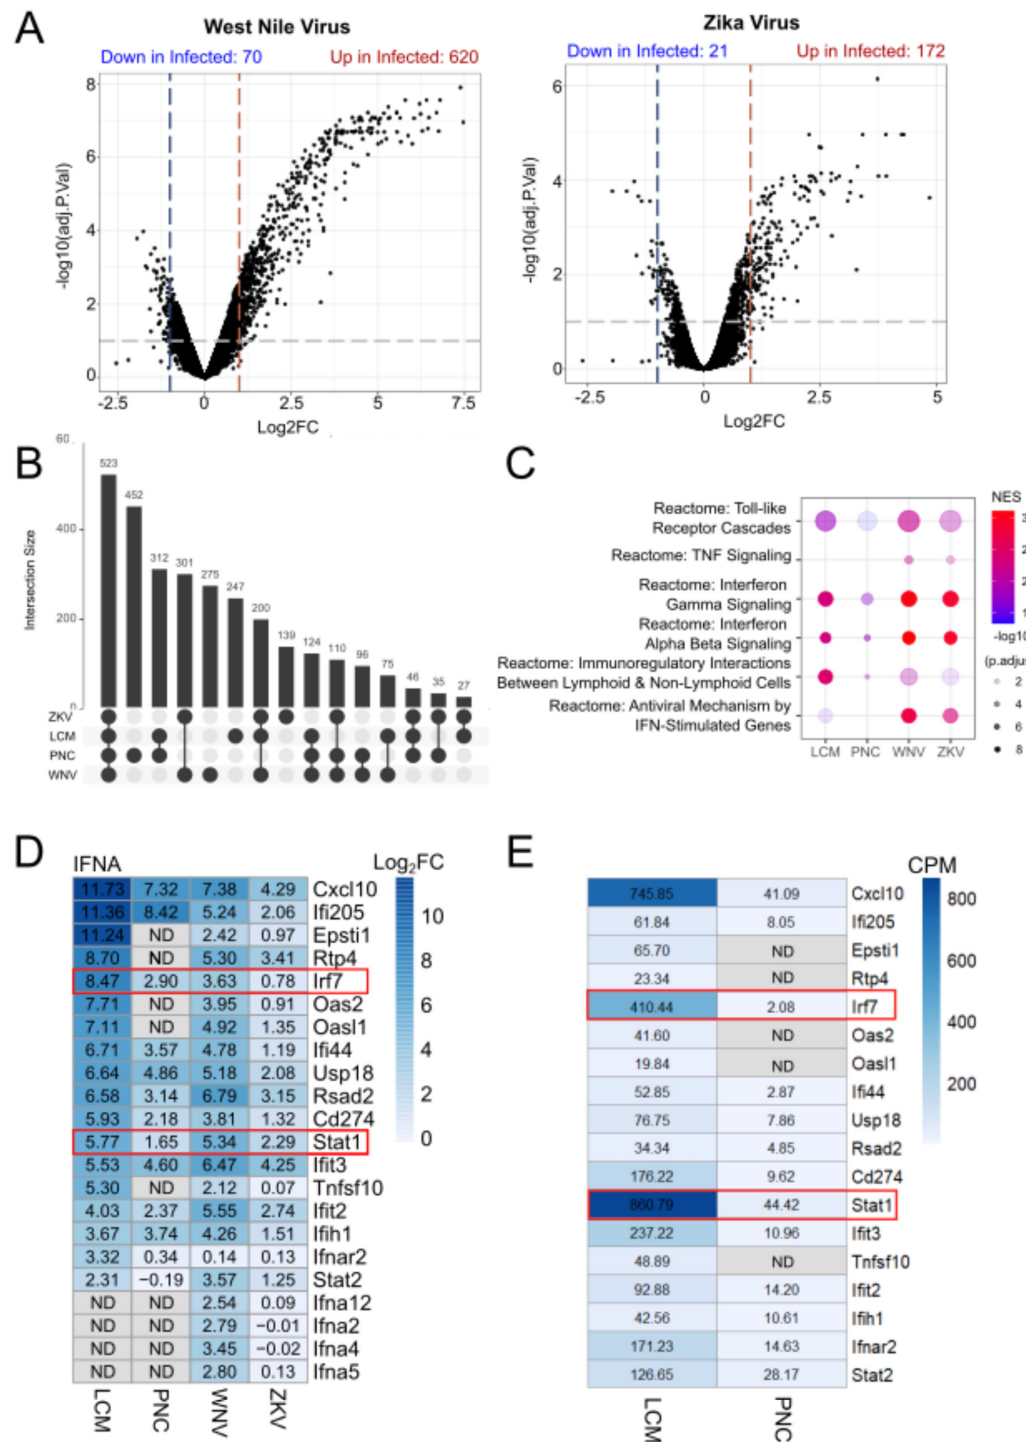 A
West Nile Virus
Zika Virus
Down in Infected: 70
Up in Infected: 620
Down in Infected: 21
Up in Infected: 172
8
6
4
2
0
-log10(adj.P.Val)
-2.5
0
2.5
5
7.5
Log2FC
6
4
2
0
-log10(adj.P.Val)
-2.5
0
2.5
5
Log2FC
B
60
400
200
0
Intersection Size
523
452
312
301
275
247
200
139
124
110
96
75
46
35
27
ZKV
LCM
PNC
WNV
C
Reactome: Toll-like
Receptor Cascades
Reactome: TNF Signaling
Reactome: Interferon
Gamma Signaling
Reactome: Interferon
Alpha Beta Signaling
Reactome: Immunoregulatory Interactions
Between Lymphoid & Non-Lymphoid Cells
Reactome: Antiviral Mechanism by
IFN-Stimulated Genes
LCM PNC WNV ZKV
NES
3
2
2
1
-log10
(p.adjus
2
4
6
8
D
IFNA
Log2FC
11.73 7.32 7.38 4.29 Cxcl10
11.36 8.42 5.24 2.06 Ifi205
11.24 ND 2.42 0.97 Epsti1
8.70 ND 5.30 3.41 Rtp4
8.47 2.90 3.63 0.78 Irf7
7.71 ND 3.95 0.91 Oas2
7.11 ND 4.92 1.35 Oasl1
6.71 3.57 4.78 1.19 Ifi44
6.64 4.86 5.18 2.08 Usp18
6.58 3.14 6.79 3.15 Rsad2
5.93 2.18 3.81 1.32 Cd274
5.77 1.65 5.34 2.29 Stat1
5.53 4.60 6.47 4.25 Ifit3
5.30 ND 2.12 0.07 Tnfsf10
4.03 2.37 5.55 2.74 Ifit2
3.67 3.74 4.26 1.51 Ifih1
3.32 0.34 0.14 0.13 Ifnar2
2.31 −0.19 3.57 1.25 Stat2
ND ND 2.54 0.09 Ifna12
ND ND 2.79 −0.01 Ifna2
ND ND 3.45 −0.02 Ifna4
ND ND 2.80 0.13 Ifna5
LCM PNC WNV ZKV
10
8
6
4
2
0
E
CPM
745.85 41.09 Cxcl10
61.84 8.05 Ifi205
65.70 ND Epsti1
23.34 ND Rtp4
410.44 2.08 Irf7
41.60 ND Oas2
19.84 ND Oasl1
52.85 2.87 Ifi44
76.75 7.86 Usp18
34.34 4.85 Rsad2
176.22 9.62 Cd274
860.79 44.42 Stat1
237.22 10.96 Ifit3
48.89 ND Tnfsf10
92.88 14.20 Ifit2
42.56 10.61 Ifih1
171.23 14.63 Ifnar2
126.65 28.17 Stat2
LCM PNC
800
600
400
200